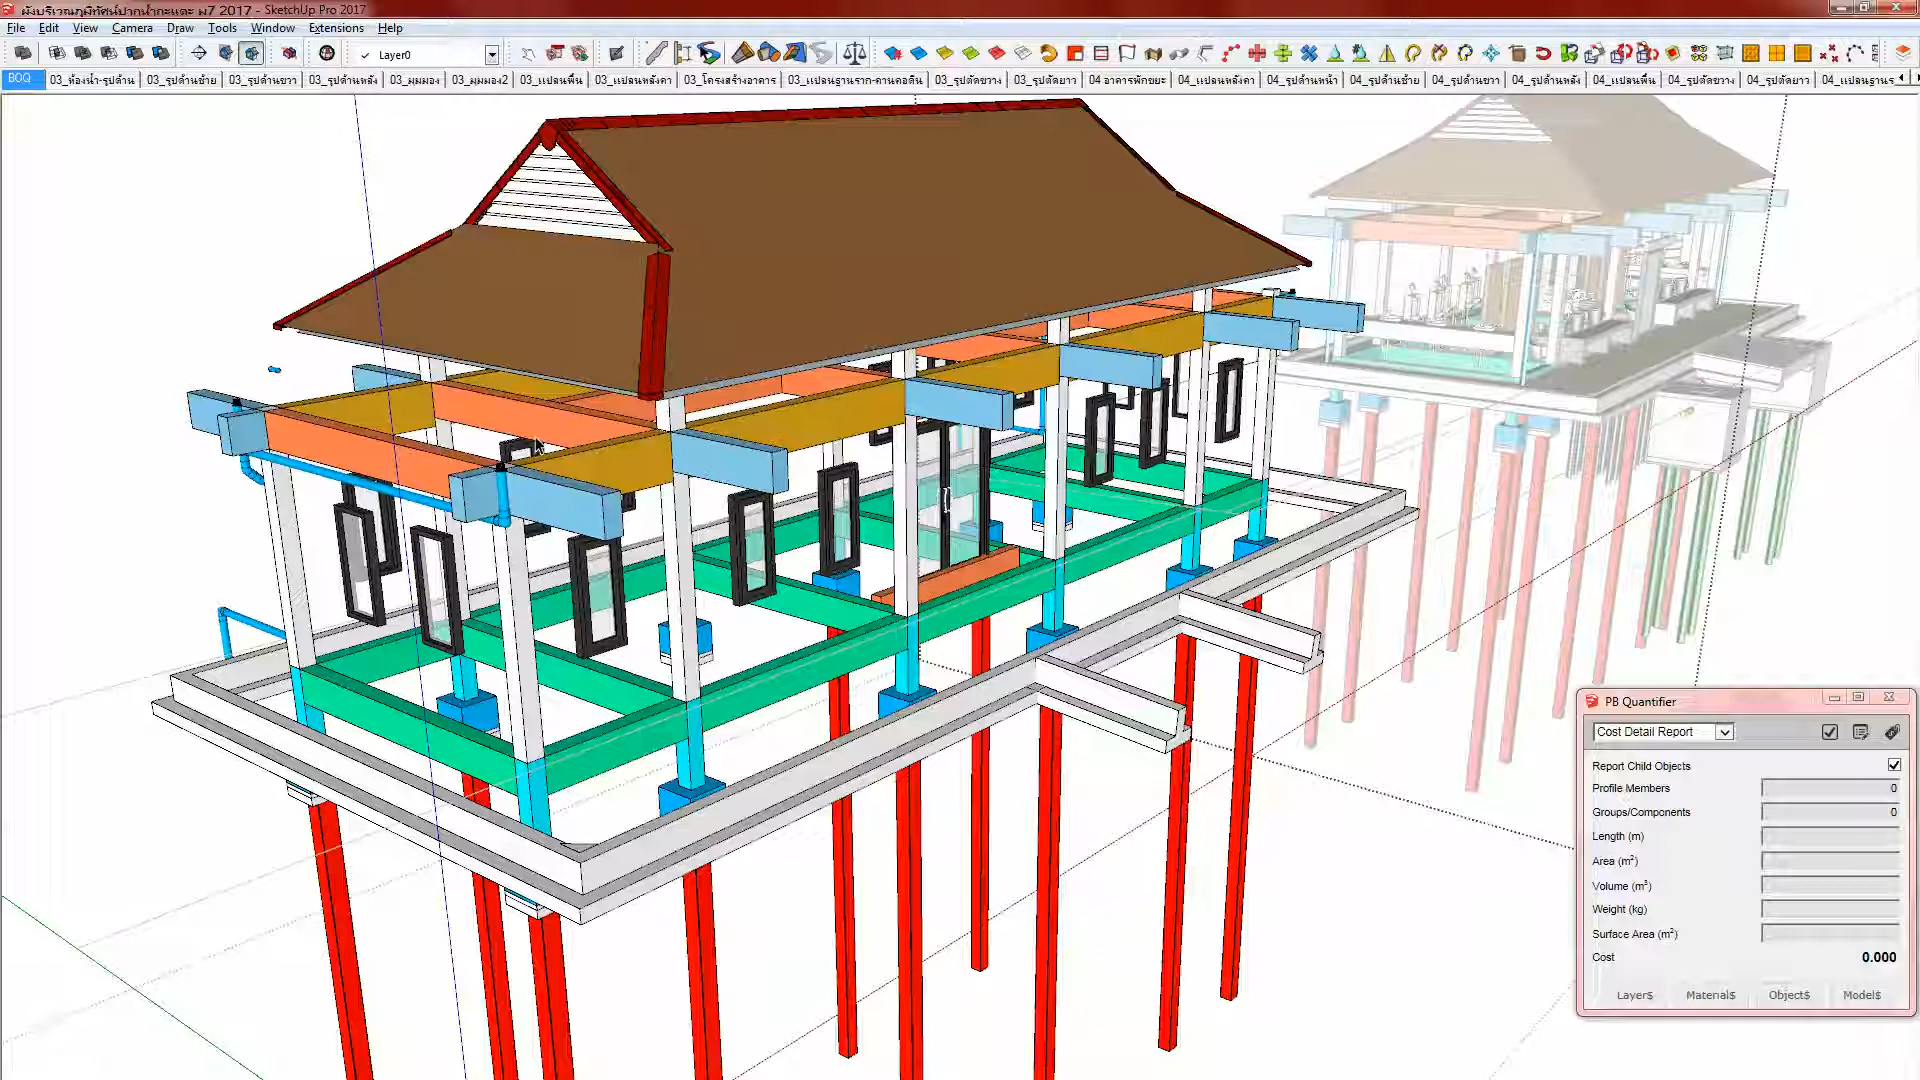 ผังบริเวณภูมิทัศน์ปากน้ำกะแดะ ม7 2017 - SketchUp Pro 2017
File Edit View Camera Draw Tools Window Extensions Help
Layer0
BOQ 03_ห้องน้ำ-รูปด้าน 03_รูปด้านซ้าย 03_รูปด้านขวา 03_รูปด้านหลัง 03_มุมมอง 03_มุมมอง2 03_แปลนพื้น 03_แปลนหลังคา 03_โครงสร้างอาคาร 03_แปลนฐานราก-คานคอดิน 03_รูปตัดขวาง 03_รูปตัดยาว 04 อาคารพักขยะ 04_แปลนหลังคา 04_รูปด้านหน้า 04_รูปด้านซ้าย 04_รูปด้านขวา 04_รูปด้านหลัง 04_แปลนพื้น 04_รูปตัดขวาง 04_รูปตัดยาว 04_แปลนฐานร
PB Quantifier
Cost Detail Report
Report Child Objects
Profile Members 0
Groups/Components 0
Length (m)
Area (m²)
Volume (m³)
Weight (kg)
Surface Area (m²)
Cost 0.000
Layer$ Material$ Object$ Model$